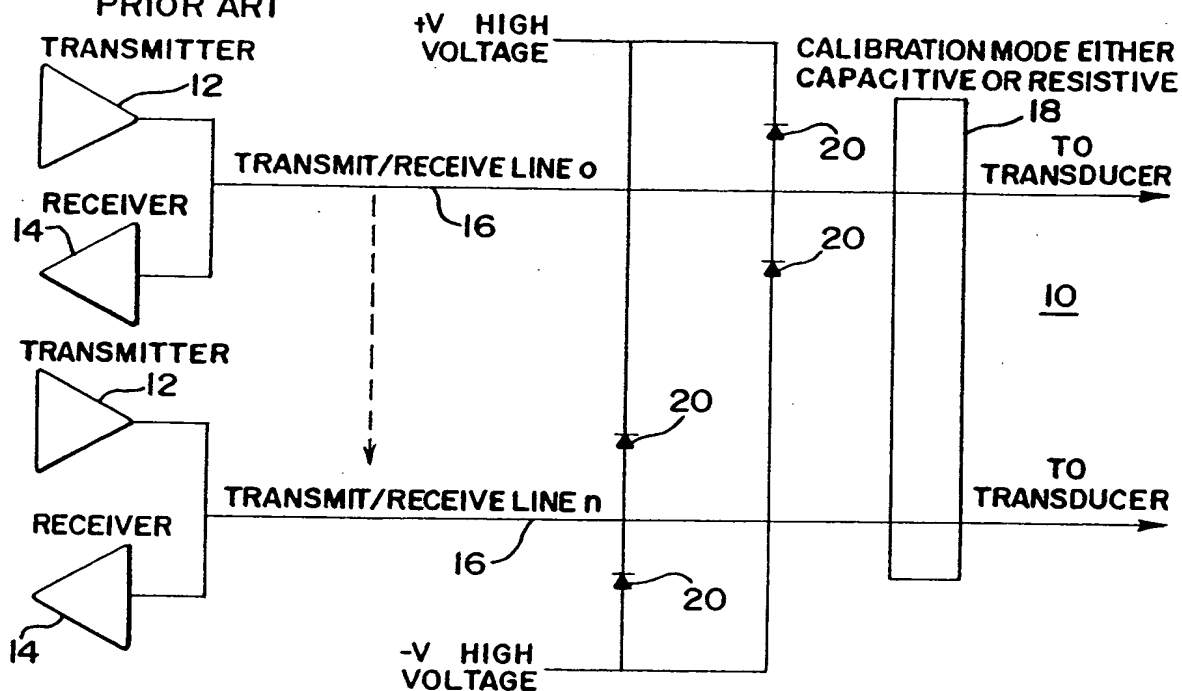 PRIOR ART
TRANSMITTER
12
+V HIGH
VOLTAGE
CALIBRATION MODE EITHER
CAPACITIVE OR RESISTIVE
18
20
TO
TRANSDUCER
TRANSMIT/RECEIVE LINE o
16
RECEIVER
14
20
10
TRANSMITTER
12
20
TO
TRANSDUCER
TRANSMIT/RECEIVE LINE n
16
RECEIVER
14
20
-V HIGH
VOLTAGE